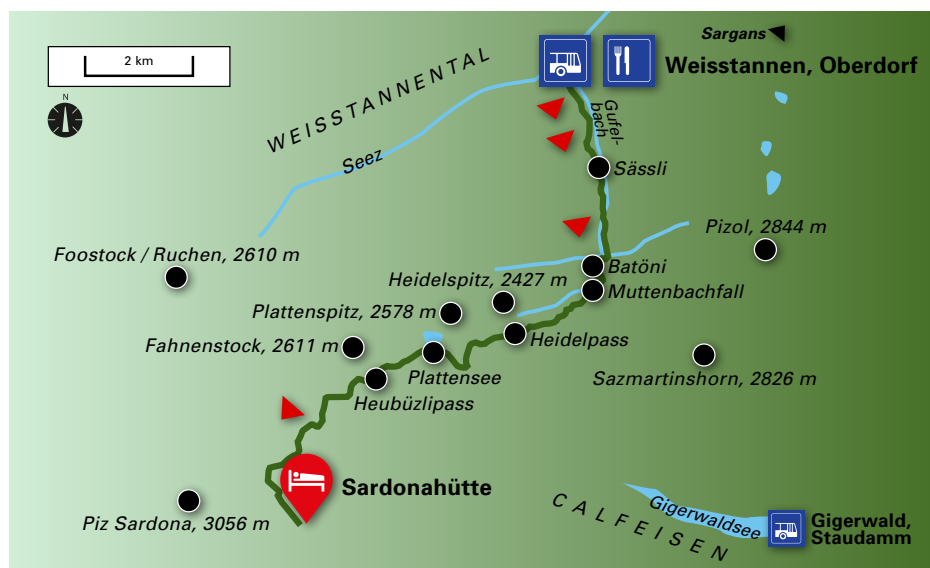 2 km
N
Sargans
Weisstannen, Oberdorf
WEISSTANNENTAL
Gufel-
bach
Seez
Sässli
Pizol, 2844 m
Foostock / Ruchen, 2610 m
Batöni
Heidelspitz, 2427 m
Muttenbachfall
Plattenspitz, 2578 m
Heidelpass
Fahnenstock, 2611 m
Plattensee
Sazmartinshorn, 2826 m
Heubüzlipass
Sardonahütte
Piz Sardona, 3056 m
CALFEISEN
Gigerwaldsee
Gigerwald,
Staudamm